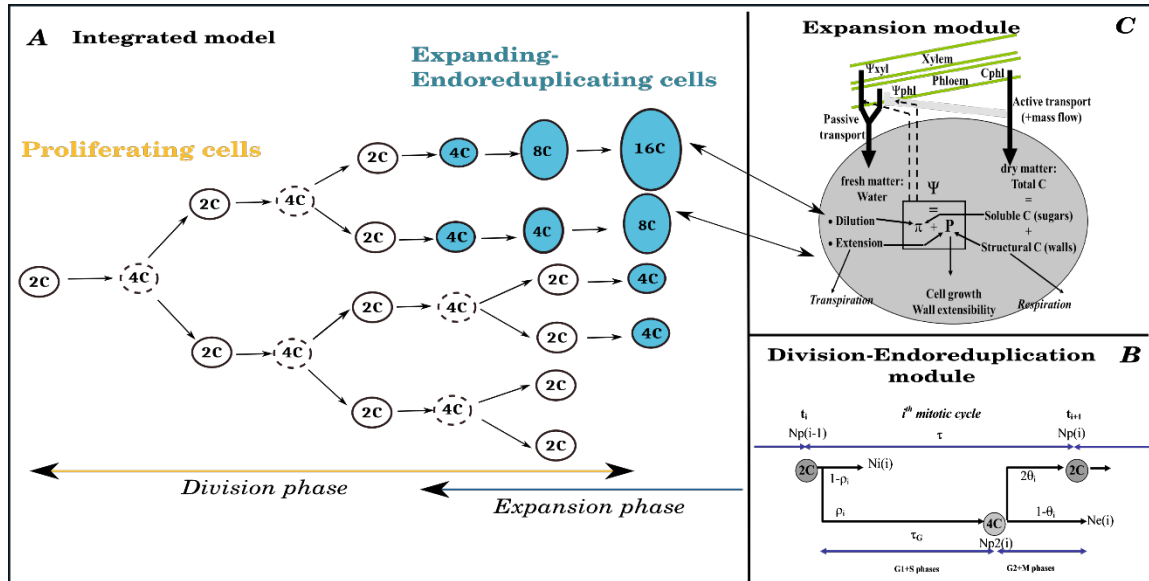 A Integrated model
Expanding-
Endoreduplicating cells
Proliferating cells
2C 4C 8C 16C
2C 4C
2C 4C 4C 8C
2C 4C
2C 4C
2C 4C
2C 4C
2C 4C
2C
2C 4C
2C
Division phase
Expansion phase
Expansion module C
Ψxyl Xylem Cphl
Phloem
Ψphl
Passive
transport
Active transport
(+mass flow)
fresh matter:
Water
dry matter:
Total C
=
Soluble C (sugars)
+
Structural C (walls)
Ψ
=
π + P
• Dilution
• Extension
Transpiration
Cell growth
Wall extensibility
Respiration
Division-Endoreduplication B
module
ti ith mitotic cycle ti+1
Np(i-1) τ Np(i)
2C Ni(i) 2θi 2C
1-ρi
ρi 4C 1-θi Ne(i)
τG Np2(i)
G1+S phases G2+M phases